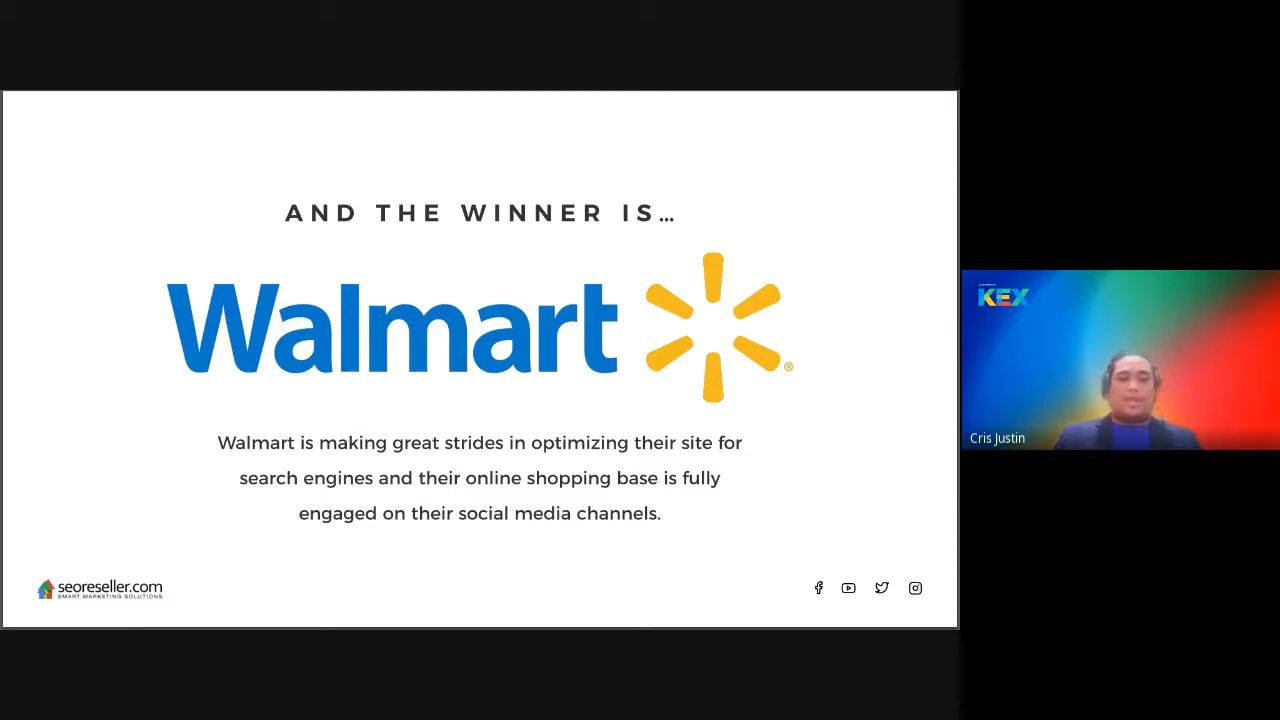 AND THE WINNER IS…
Walmart
®
Walmart is making great strides in optimizing their site for
search engines and their online shopping base is fully
engaged on their social media channels.
seoreseller.com
SMART MARKETING SOLUTIONS
KEX
Cris Justin